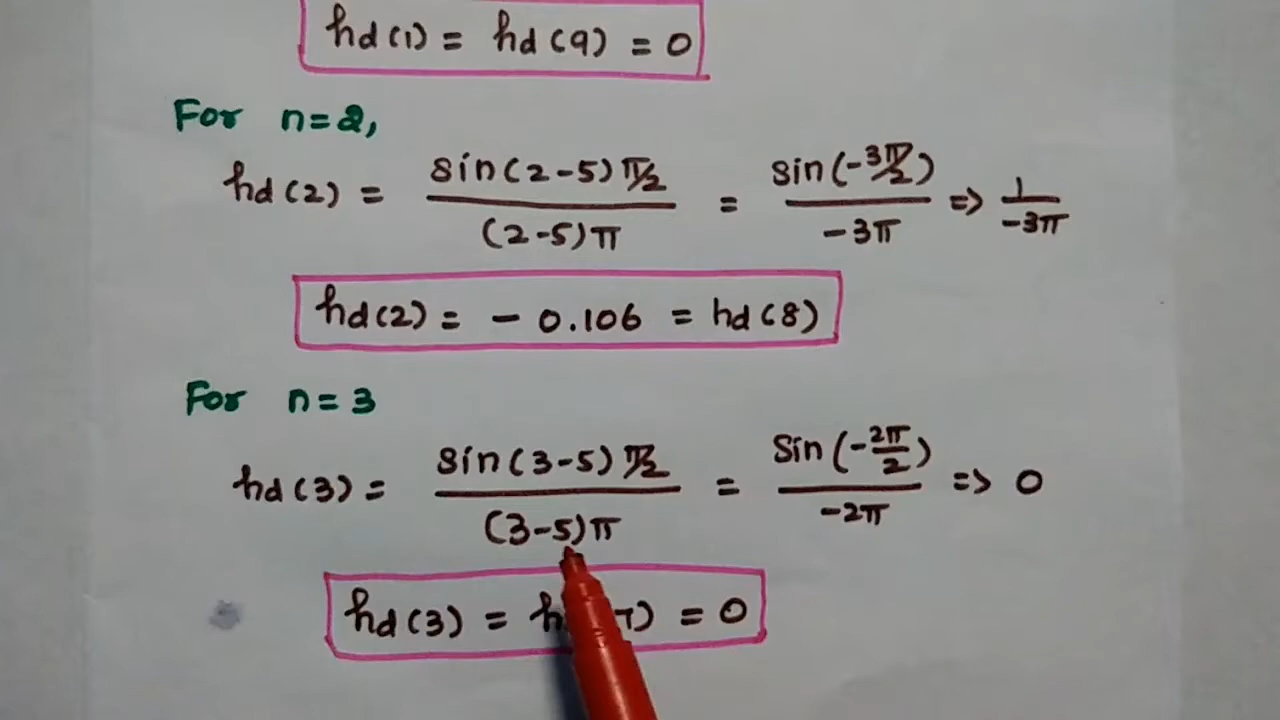 hd(1) = hd(9) = 0
For n=2,
hd(2) = sin(2-5)π/2 / (2-5)π = sin(-3π/2) / -3π => 1/-3π
hd(2) = - 0.106 = hd(8)
For n=3
hd(3) = sin(3-5)π/2 / (3-5)π = Sin(-2π/2) / -2π => 0
hd(3) = = 0